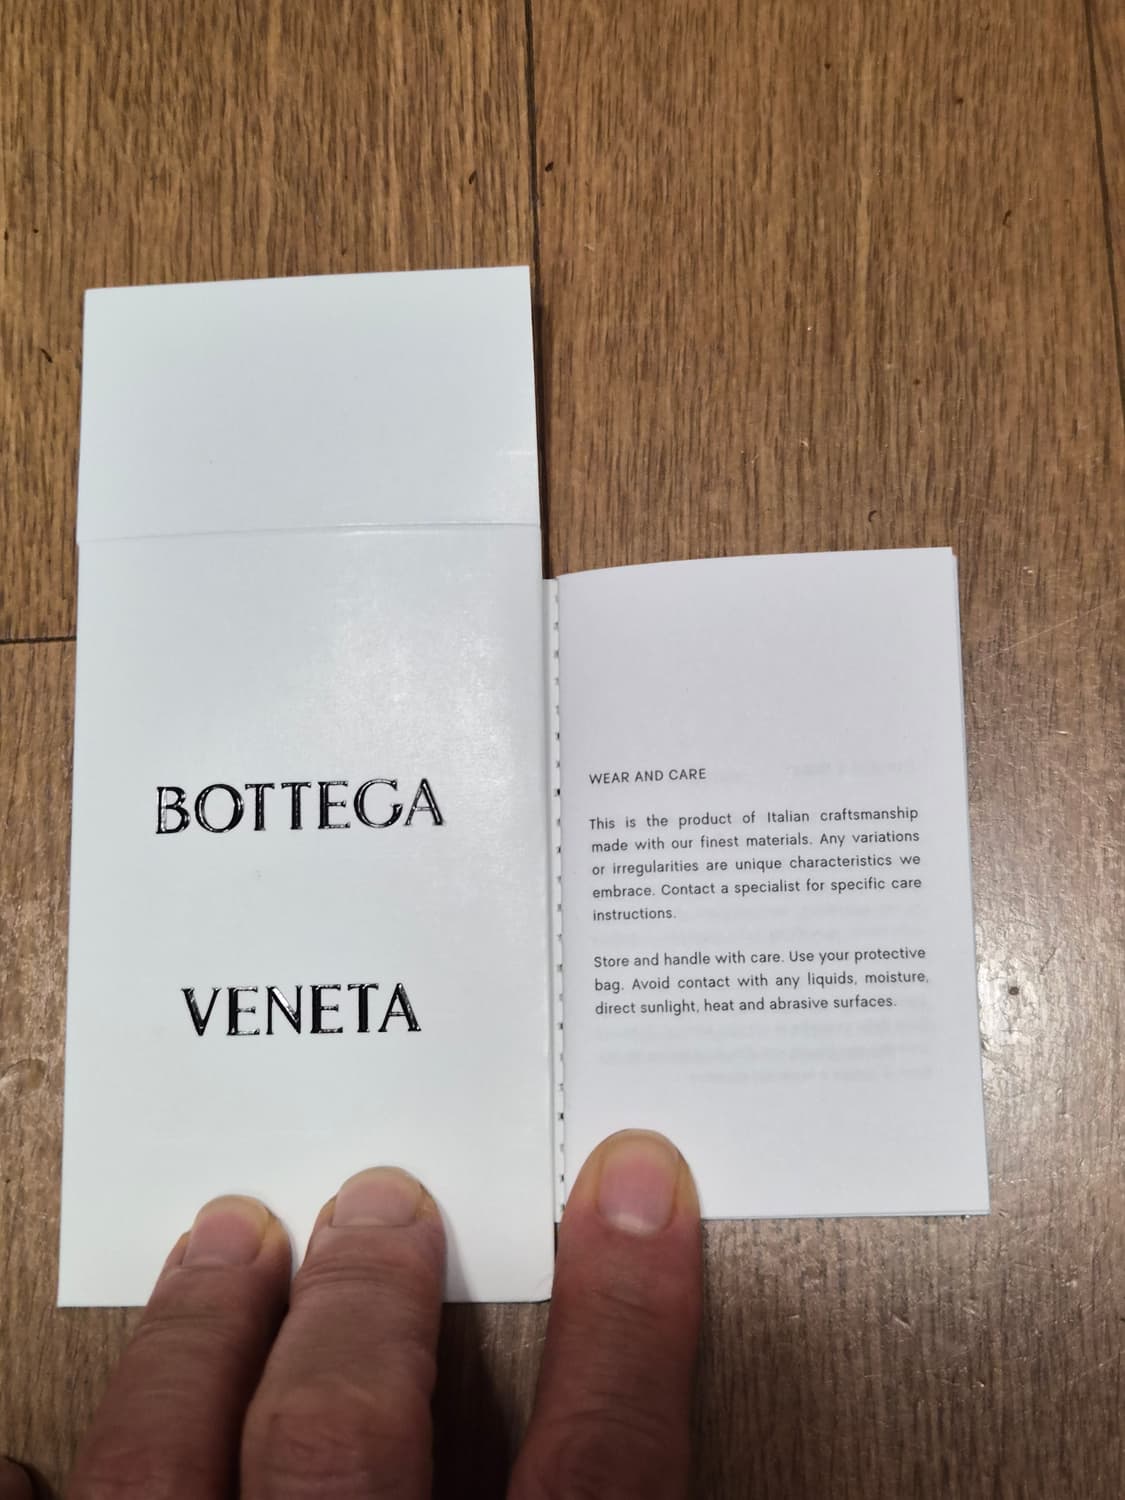 BOTTEGA
VENETA
WEAR AND CARE
This is the product of Italian craftsmanship
made with our finest materials. Any variations
or irregularities are unique characteristics we
embrace. Contact a specialist for specific care
instructions.
Store and handle with care. Use your protective
bag. Avoid contact with any liquids, moisture,
direct sunlight, heat and abrasive surfaces.